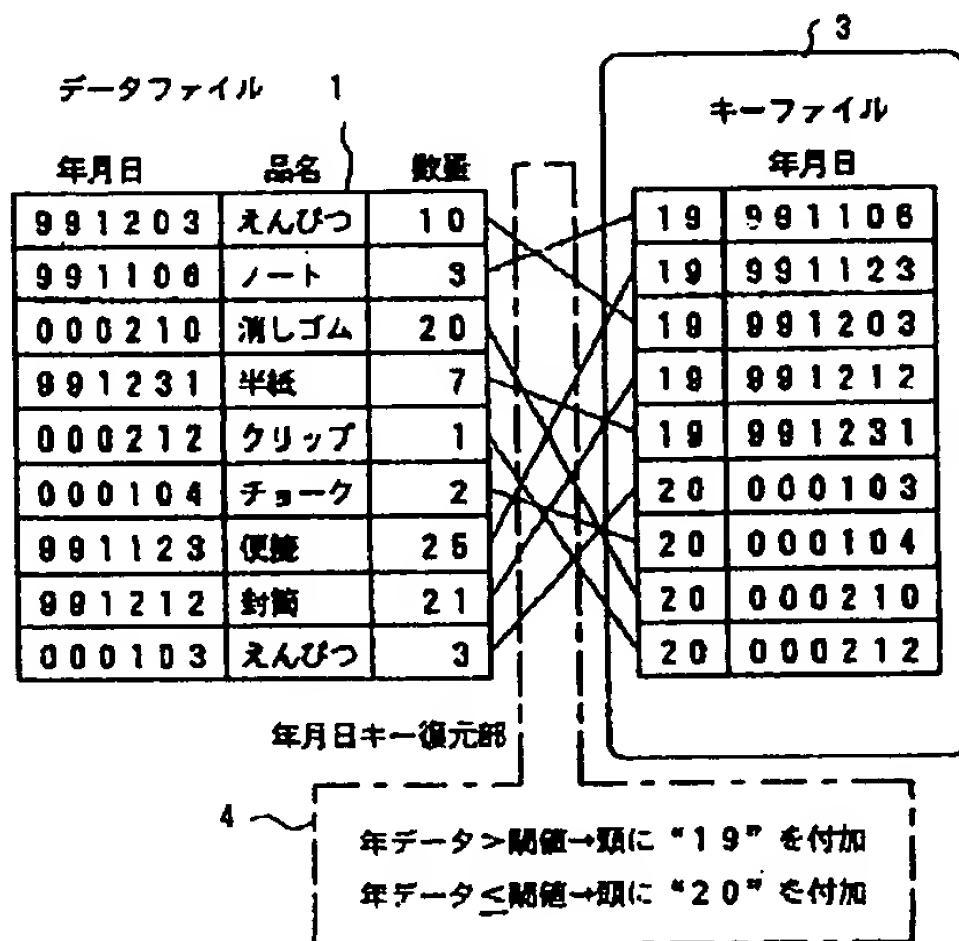 3
データファイル 1
キーファイル
年月日 品名 数量
年月日
991203 えんぴつ 10
991106 ノート 3
000210 消しゴム 20
991231 半紙 7
000212 クリップ 1
000104 チョーク 2
991123 便箋 25
991212 封筒 21
000103 えんぴつ 3
19 991106
19 991123
19 991203
19 991212
19 991231
20 000103
20 000104
20 000210
20 000212
年月日キー復元部
4
年データ>閾値→頭に“19”を付加
年データ≦閾値→頭に“20”を付加